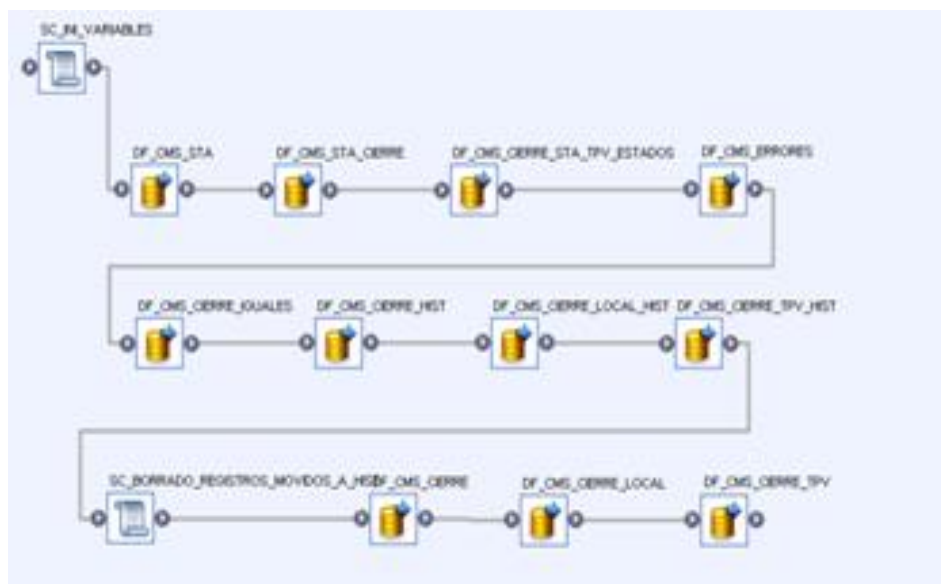 SC_INI_VARIABLES
DF_CMS_STA
DF_CMS_STA_CIERRE
DF_CMS_CIERRE_STA_TPV_ESTADOS
DF_CMS_ERRORES
DF_CMS_CIERRE_IGUALES
DF_CMS_CIERRE_HIST
DF_CMS_CIERRE_LOCAL_HIST
DF_CMS_CIERRE_TPV_HIST
SC_BORRADO_REGISTROS_MOVIDOS_A_HIST
DF_CMS_CIERRE
DF_CMS_CIERRE_LOCAL
DF_CMS_CIERRE_TPV